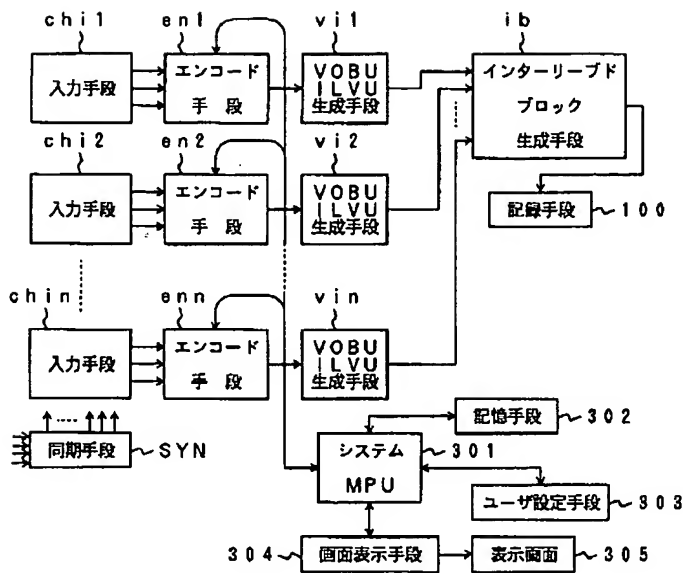 chi1 en1 vi1 ib
入力手段
エンコード
手段
VOBU
ILVU
生成手段
インターリーブド
ブロック
生成手段
chi2 en2 vi2
入力手段
エンコード
手段
VOBU
ILVU
生成手段
記録手段 100
chin enn vin
入力手段
エンコード
手段
VOBU
ILVU
生成手段
同期手段 SYN
システム
MPU
301
記憶手段 302
ユーザ設定手段 303
304 画面表示手段
表示画面 305